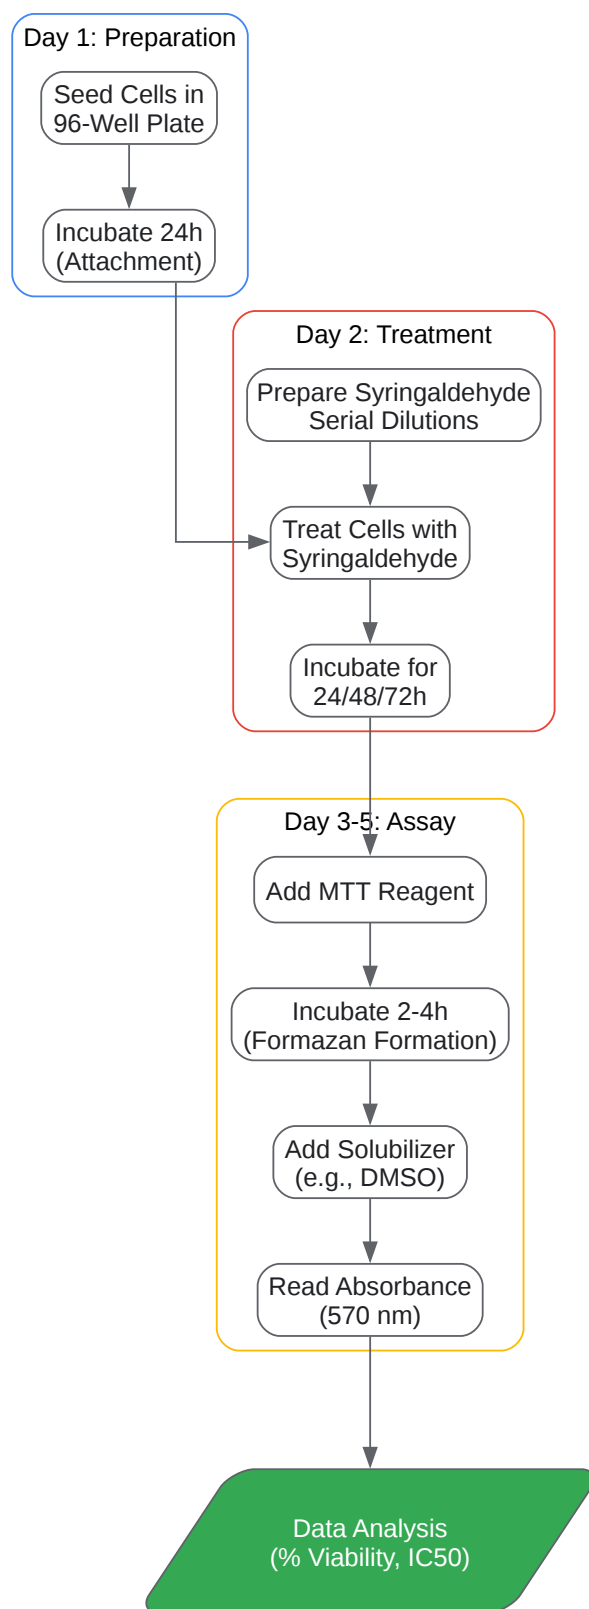 Day 1: Preparation
Seed Cells in
96-Well Plate
Incubate 24h
(Attachment)
Day 2: Treatment
Prepare Syringaldehyde
Serial Dilutions
Treat Cells with
Syringaldehyde
Incubate for
24/48/72h
Day 3-5: Assay
Add MTT Reagent
Incubate 2-4h
(Formazan Formation)
Add Solubilizer
(e.g., DMSO)
Read Absorbance
(570 nm)
Data Analysis
(% Viability, IC50)